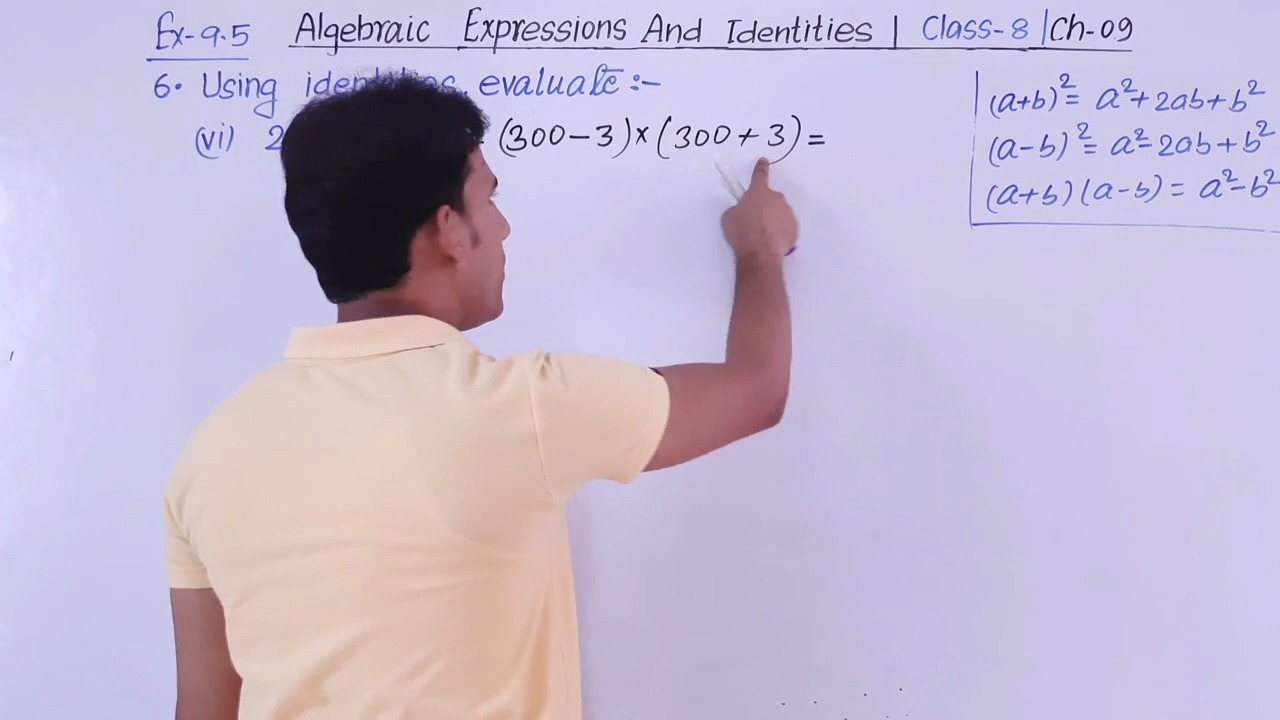 Ex-9.5 Algebraic Expressions And Identities | Class-8 | Ch-09
6. Using evaluate :-
(vi) 2 (300-3)×(300+3)=
(a+b)²= a²+2ab+b²
(a-b)²= a²-2ab+b²
(a+b)(a-b) = a²-b²